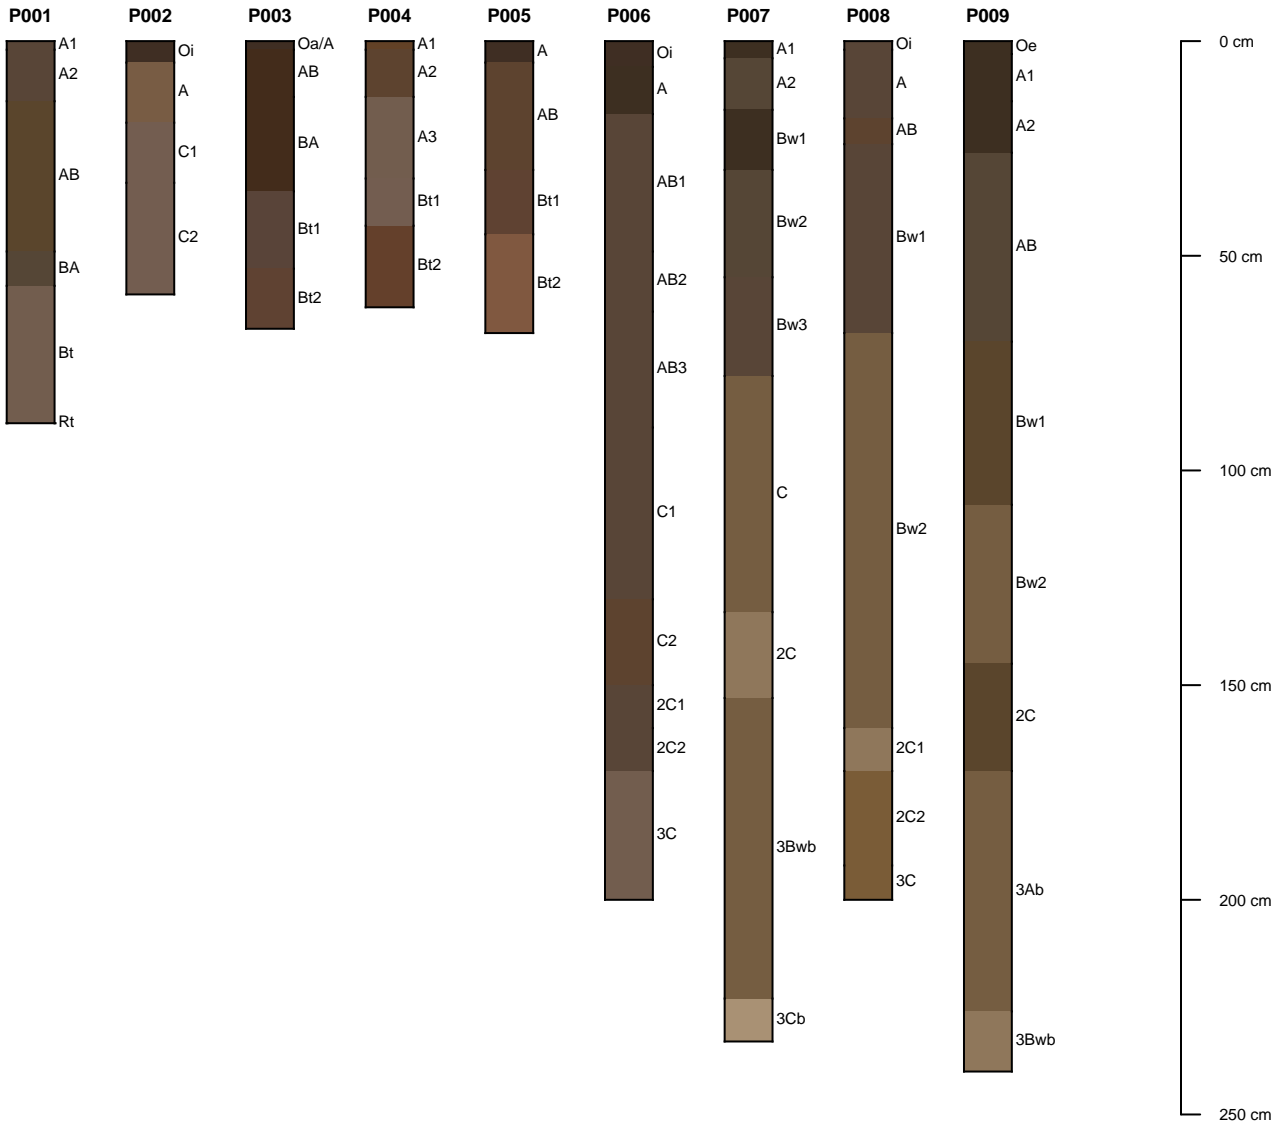 P001
P002
P003
P004
P005
P006
P007
P008
P009
A1
A2
AB
BA
Bt
Rt
Oi
A
C1
C2
Oa/A
AB
BA
Bt1
Bt2
A1
A2
A3
Bt1
Bt2
A
AB
Bt1
Bt2
Oi
A
AB1
AB2
AB3
C1
C2
2C1
2C2
3C
A1
A2
Bw1
Bw2
Bw3
C
2C
3Bwb
3Cb
Oi
A
AB
Bw1
Bw2
2C1
2C2
3C
Oe
A1
A2
AB
Bw1
Bw2
2C
3Ab
3Bwb
0 cm
50 cm
100 cm
150 cm
200 cm
250 cm